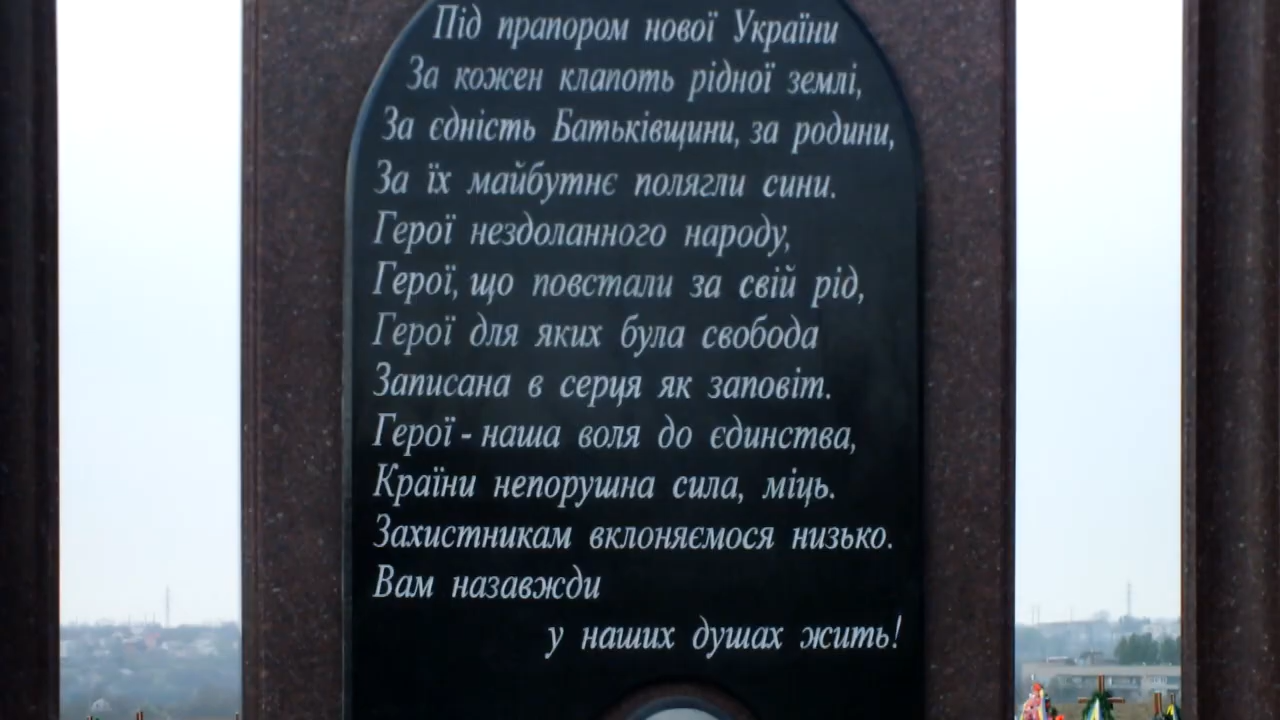 Під прапором нової України
За кожен клапоть рідної землі,
За єдність Батьківщини, за родини,
За їх майбутнє полягли сини.
Герої нездоланного народу,
Герої, що повстали за свій рід,
Герої для яких була свобода
Записана в серця як заповіт.
Герої - наша воля до єдинства,
Країни непорушна сила, міць.
Захистникам вклоняємося низько.
Вам назавжди
у наших душах жить!